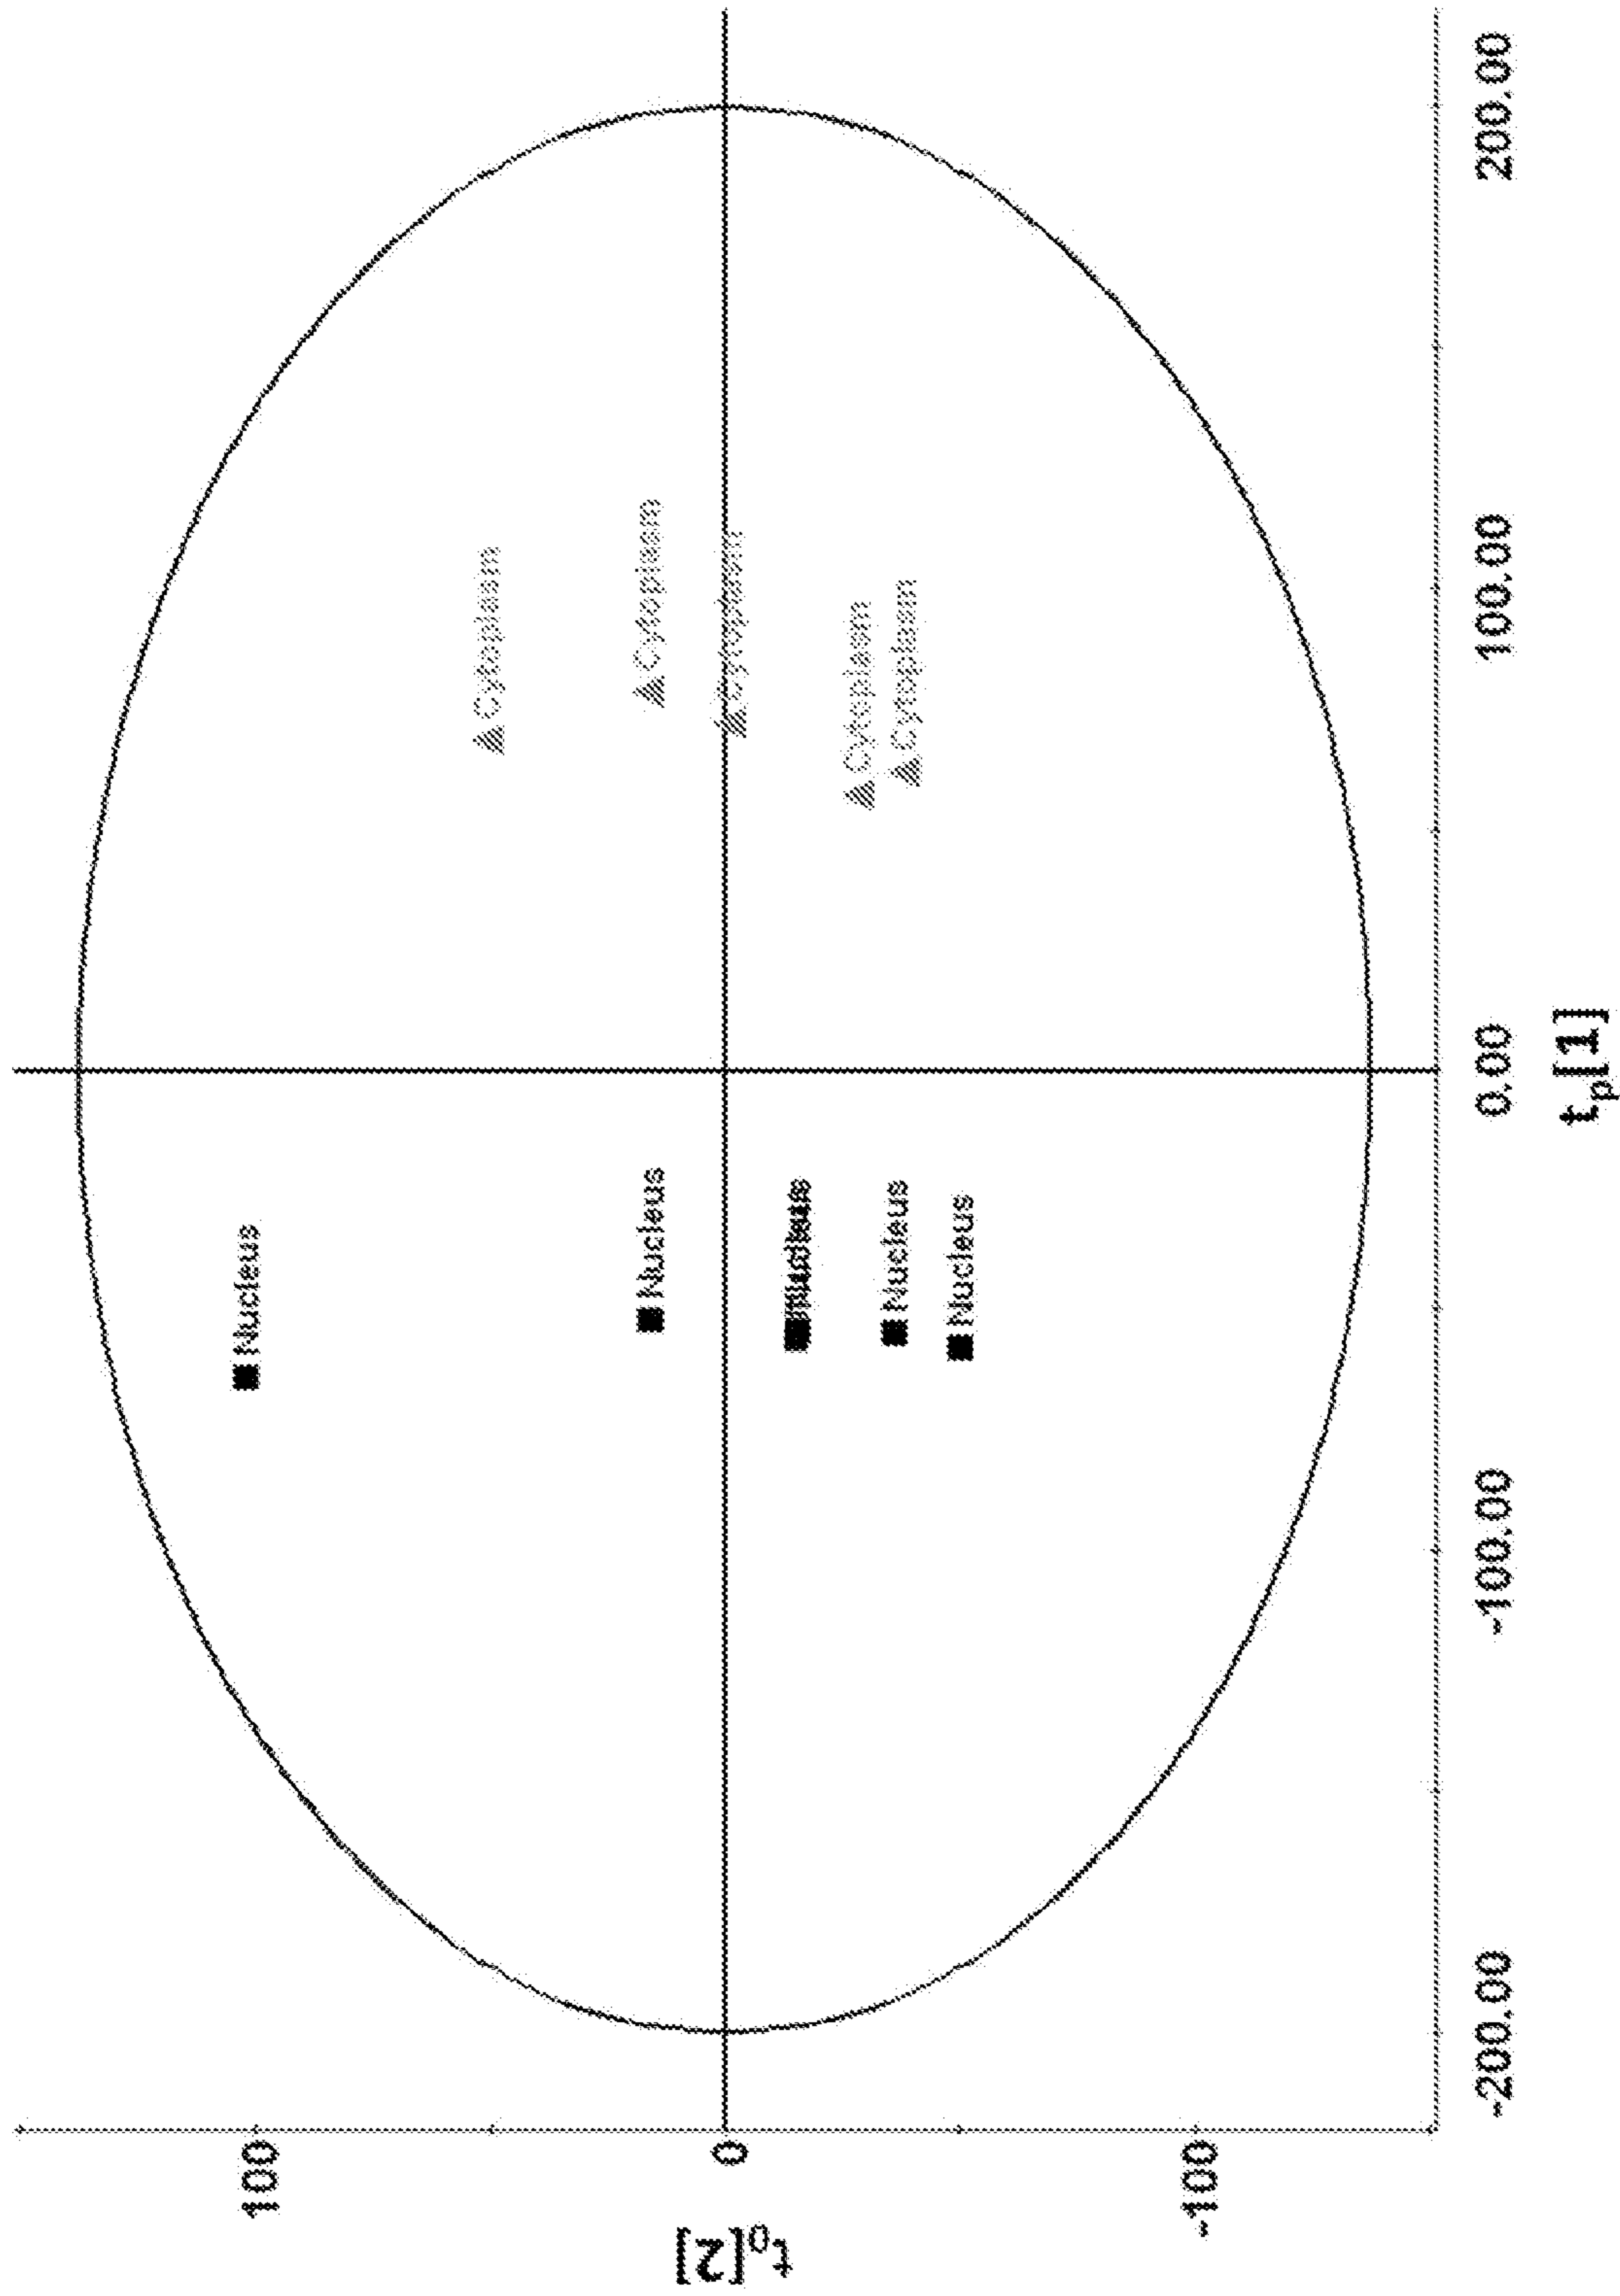 t₀[2]
100
0
-100
■ Nucleus
▲ Cytoplasm
■ Nucleus
▲ Cytoplasm
▲ Cytoplasm
Nucleus
▲ Cytoplasm
■ Nucleus
▲ Cytoplasm
■ Nucleus
-200.00
-100.00
0.00
100.00
200.00
tₚ[1]